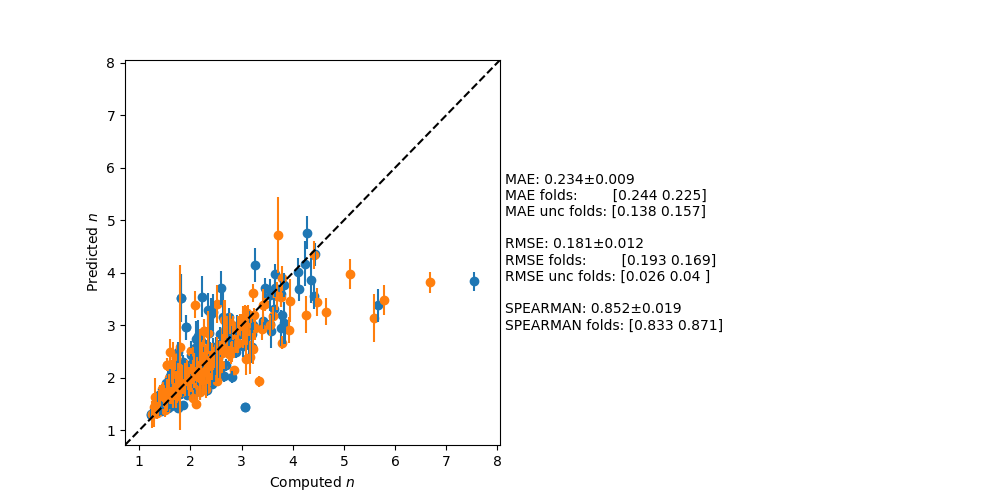 8
7
6
5
4
3
2
1
Predicted n
1 2 3 4 5 6 7 8
Computed n
MAE: 0.234±0.009
MAE folds: [0.244 0.225]
MAE unc folds: [0.138 0.157]
RMSE: 0.181±0.012
RMSE folds: [0.193 0.169]
RMSE unc folds: [0.026 0.04 ]
SPEARMAN: 0.852±0.019
SPEARMAN folds: [0.833 0.871]